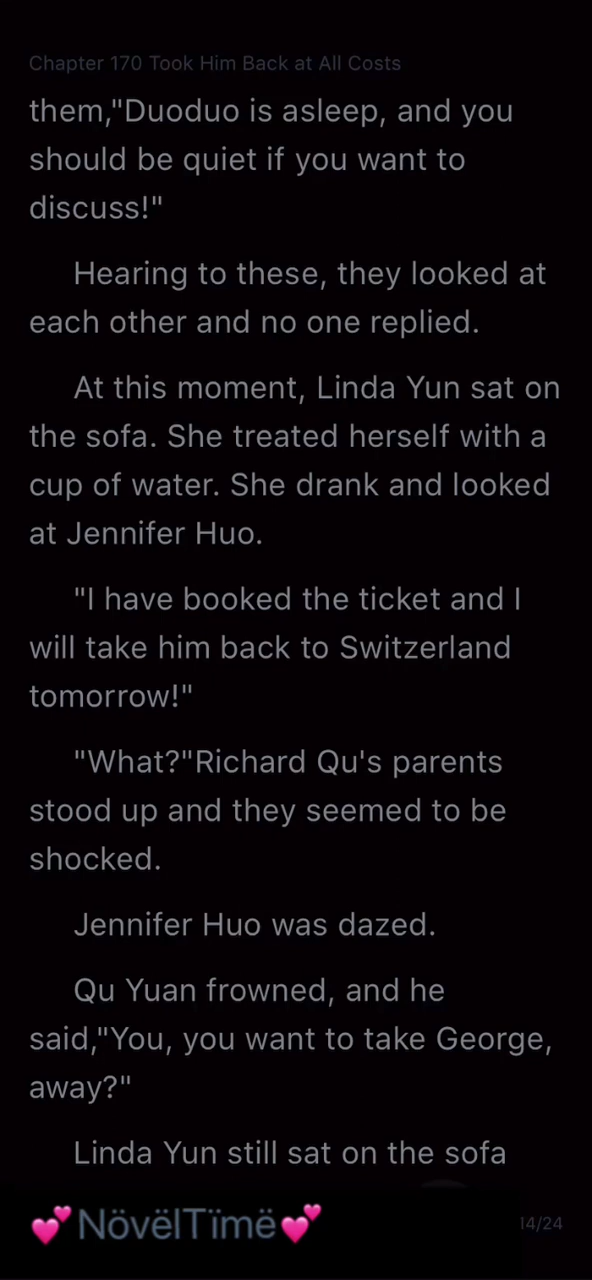 Chapter 170 Took Him Back at All Costs
them,"Duoduo is asleep, and you
should be quiet if you want to
discuss!"
Hearing to these, they looked at
each other and no one replied.
At this moment, Linda Yun sat on
the sofa. She treated herself with a
cup of water. She drank and looked
at Jennifer Huo.
"I have booked the ticket and I
will take him back to Switzerland
tomorrow!"
"What?"Richard Qu's parents
stood up and they seemed to be
shocked.
Jennifer Huo was dazed.
Qu Yuan frowned, and he
said,"You, you want to take George,
away?"
Linda Yun still sat on the sofa
💕NövëlTïmë💕
14/24